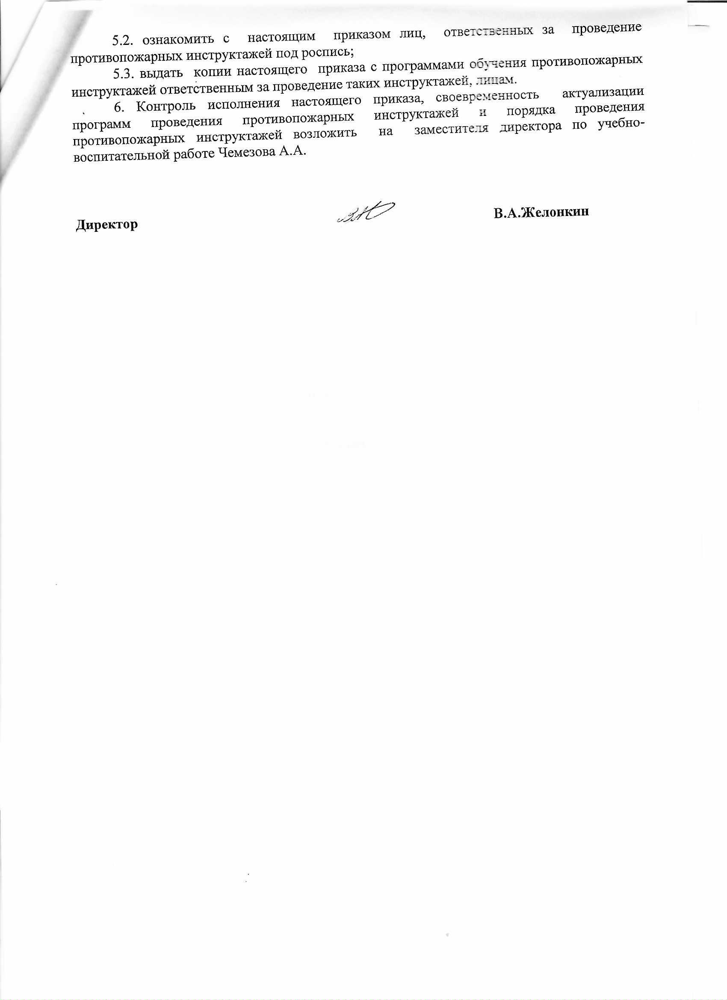 5.2. ознакомить с настоящим приказом лиц, ответственных за проведение
противопожарных инструктажей под роспись;
5.3. выдать копии настоящего приказа с программами обучения противопожарных
инструктажей ответственным за проведение таких инструктажей, лицам.
6. Контроль исполнения настоящего приказа, своевременность актуализации
программ проведения противопожарных инструктажей и порядка проведения
противопожарных инструктажей возложить на заместителя директора по учебно-
воспитательной работе Чемезова А.А.
Директор В.А.Желонкин